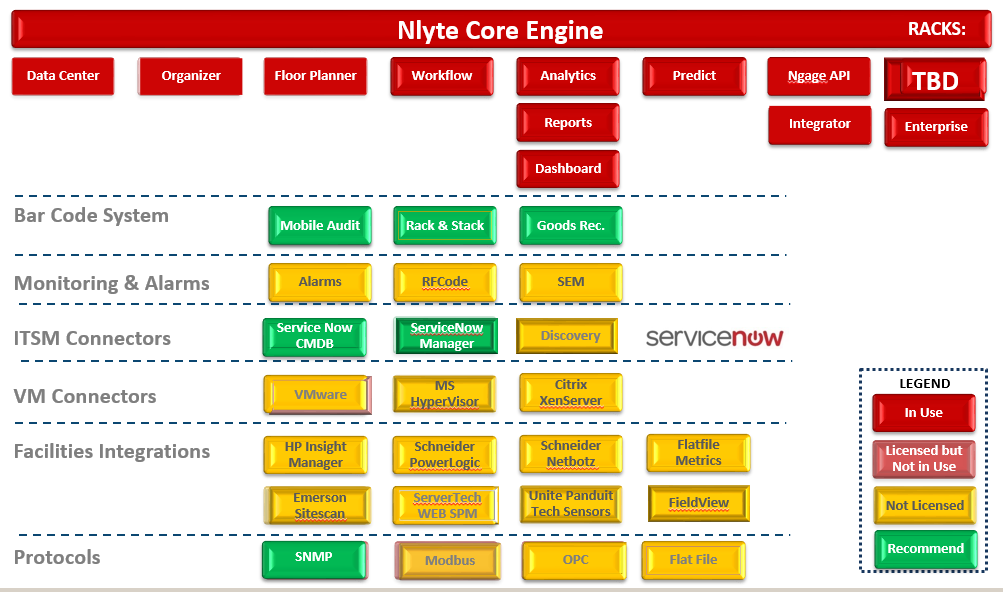 Nlyte Core Engine RACKS:
Data Center
Organizer
Floor Planner
Workflow
Analytics
Predict
Ngage API
TBD
Reports
Integrator
Enterprise
Dashboard
Bar Code System
Mobile Audit
Rack & Stack
Goods Rec.
Monitoring & Alarms
Alarms
RFCode
SEM
ITSM Connectors
Service Now
CMDB
ServiceNow
Manager
Discovery
servicenow
VM Connectors
VMware
MS
HyperVisor
Citrix
XenServer
Facilities Integrations
HP Insight
Manager
Schneider
PowerLogic
Schneider
Netbotz
Flatfile
Metrics
Emerson
Sitescan
ServerTech
WEB SPM
Unite Panduit
Tech Sensors
FieldView
Protocols
SNMP
Modbus
OPC
Flat File
LEGEND
In Use
Licensed but
Not in Use
Not Licensed
Recommend